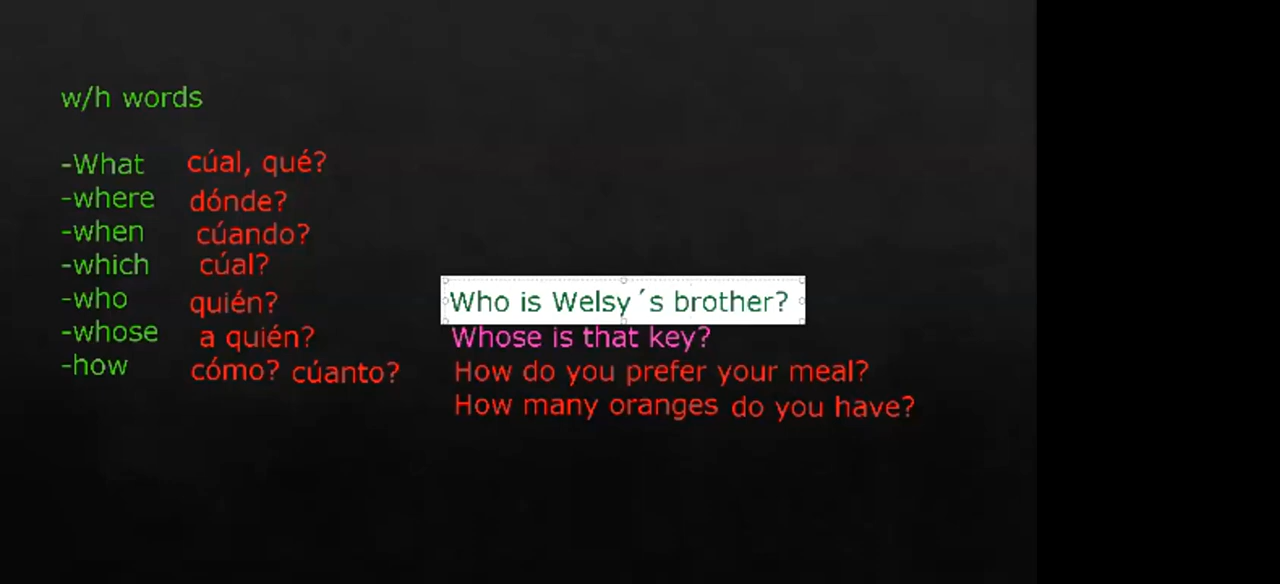 w/h words
-What cúal, qué?
-where dónde?
-when cúando?
-which cúal?
-who quién?
-whose a quién?
-how cómo? cúanto?
Who is Welsy´s brother?
Whose is that key?
How do you prefer your meal?
How many oranges do you have?